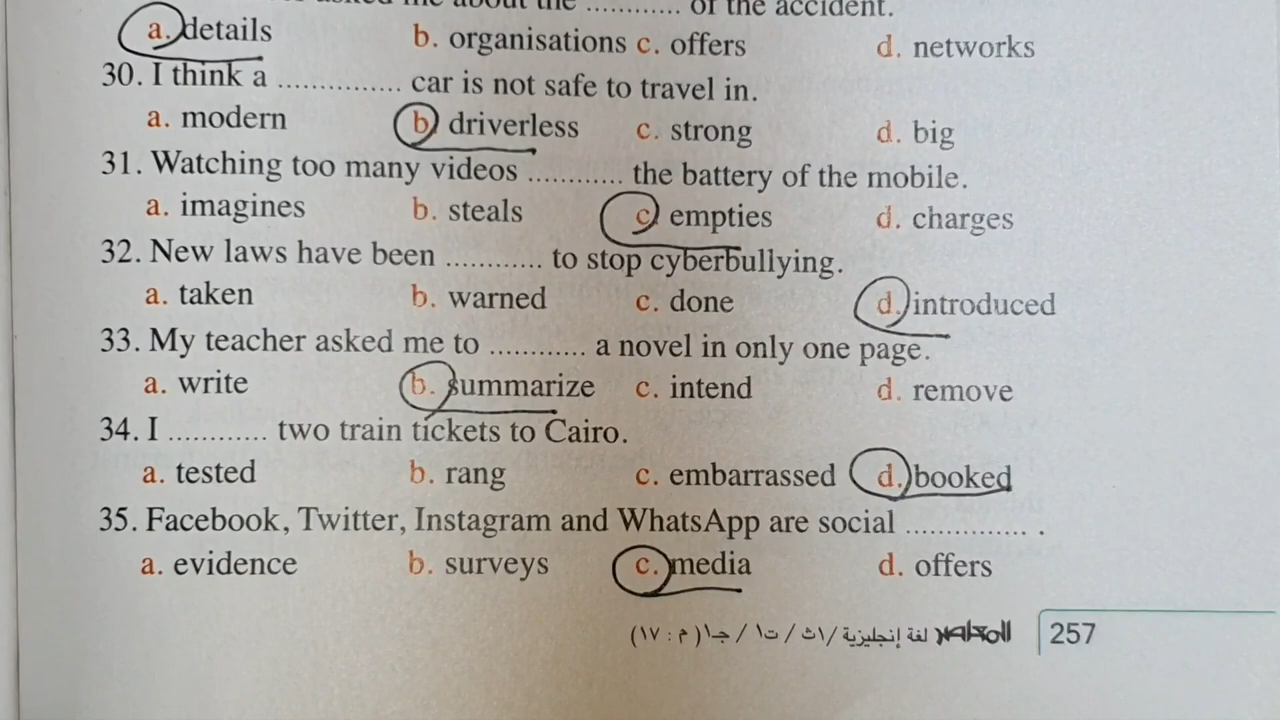 me about the ............ of the accident.
a. details b. organisations c. offers d. networks
30. I think a ............... car is not safe to travel in.
a. modern b. driverless c. strong d. big
31. Watching too many videos ............ the battery of the mobile.
a. imagines b. steals c. empties d. charges
32. New laws have been ............ to stop cyberbullying.
a. taken b. warned c. done d. introduced
33. My teacher asked me to ............ a novel in only one page.
a. write b. summarize c. intend d. remove
34. I ............ two train tickets to Cairo.
a. tested b. rang c. embarrassed d. booked
35. Facebook, Twitter, Instagram and WhatsApp are social ............... .
a. evidence b. surveys c. media d. offers
المعاصر لغة إنجليزية /١ث / ت١ / جـ١ (م : ١٧) 257